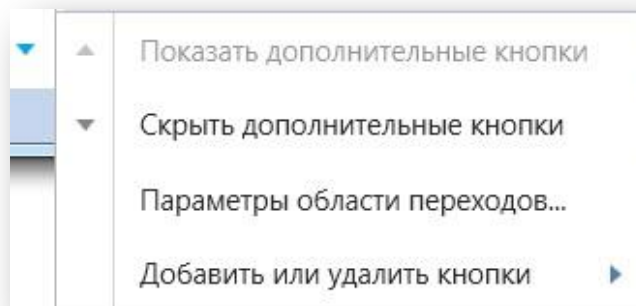 Показать дополнительные кнопки
Скрыть дополнительные кнопки
Параметры области переходов...
Добавить или удалить кнопки